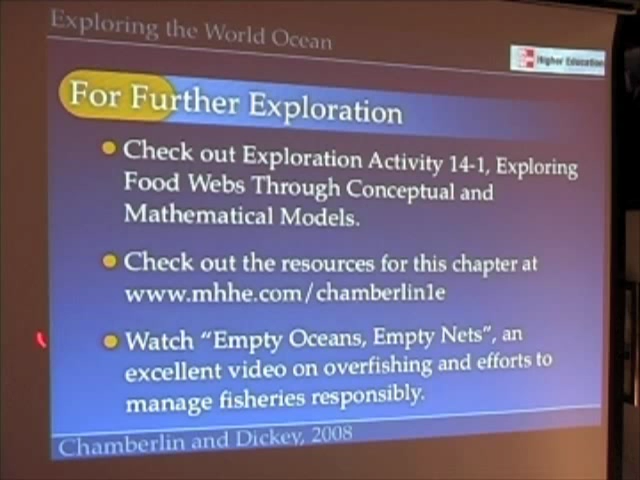 Exploring the World Ocean
Higher Education
For Further Exploration
Check out Exploration Activity 14-1, Exploring
Food Webs Through Conceptual and
Mathematical Models.
Check out the resources for this chapter at
www.mhhe.com/chamberlin1e
Watch "Empty Oceans, Empty Nets", an
excellent video on overfishing and efforts to
manage fisheries responsibly.
Chamberlin and Dickey, 2008